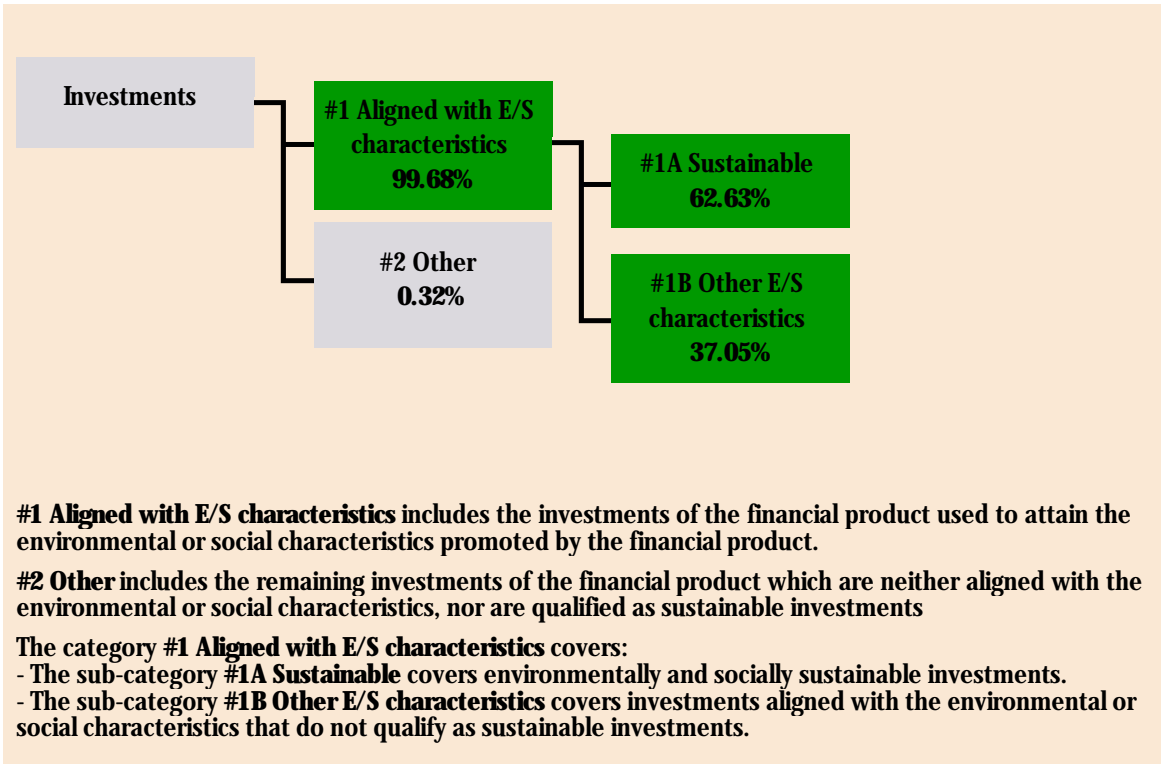 Investments
#1 Aligned with E/S
characteristics
99.68%
#2 Other
0.32%
#1A Sustainable
62.63%
#1B Other E/S
characteristics
37.05%
#1 Aligned with E/S characteristics includes the investments of the financial product used to attain the
environmental or social characteristics promoted by the financial product.
#2 Other includes the remaining investments of the financial product which are neither aligned with the
environmental or social characteristics, nor are qualified as sustainable investments
The category #1 Aligned with E/S characteristics covers:
- The sub-category #1A Sustainable covers environmentally and socially sustainable investments.
- The sub-category #1B Other E/S characteristics covers investments aligned with the environmental or
social characteristics that do not qualify as sustainable investments.